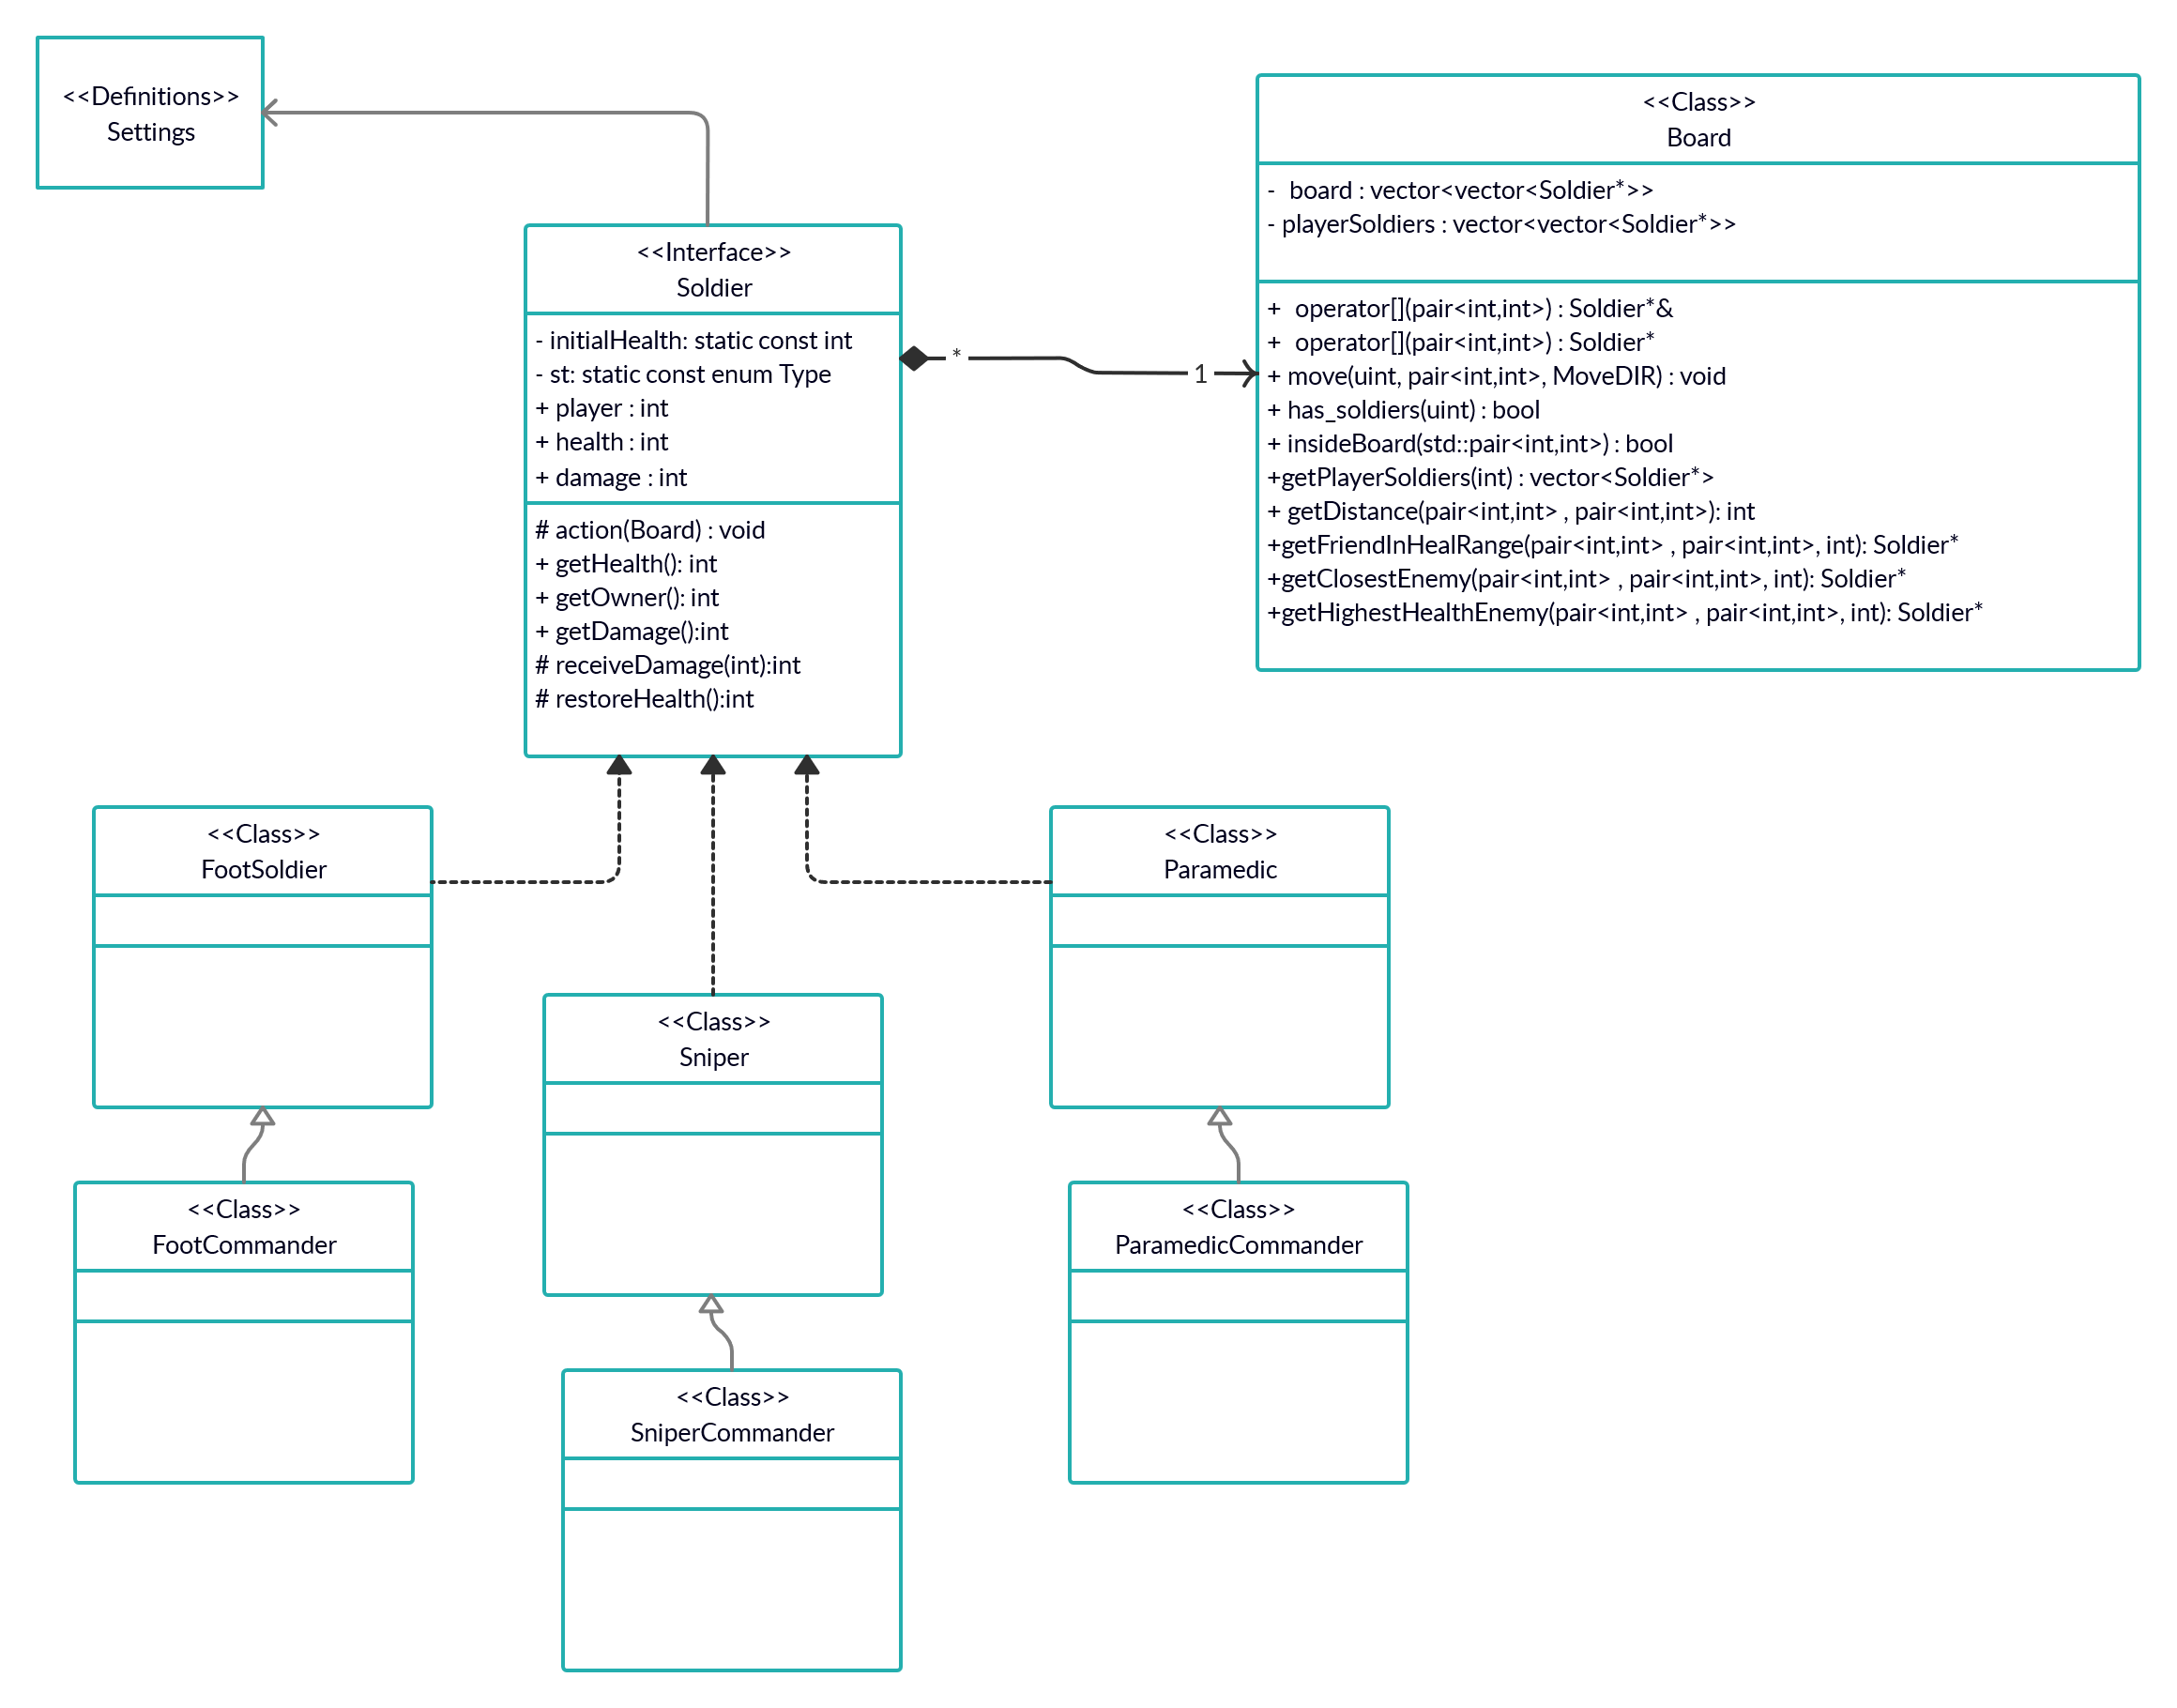 <<Definitions>>
Settings
<<Class>>
Board
-  board : vector<vector<Soldier*>>
- playerSoldiers : vector<vector<Soldier*>>
+  operator[](pair<int,int>) : Soldier*&
+  operator[](pair<int,int>) : Soldier*
+ move(uint, pair<int,int>, MoveDIR) : void
+ has_soldiers(uint) : bool
+ insideBoard(std::pair<int,int>) : bool
+getPlayerSoldiers(int) : vector<Soldier*>
+ getDistance(pair<int,int> , pair<int,int>): int
+getFriendInHealRange(pair<int,int> , pair<int,int>, int): Soldier*
+getClosestEnemy(pair<int,int> , pair<int,int>, int): Soldier*
+getHighestHealthEnemy(pair<int,int> , pair<int,int>, int): Soldier*
<<Interface>>
Soldier
- initialHealth: static const int
- st: static const enum Type
+ player : int
+ health : int
+ damage : int
# action(Board) : void
+ getHealth(): int
+ getOwner(): int
+ getDamage():int
# receiveDamage(int):int
# restoreHealth():int
*
1
<<Class>>
FootSoldier
<<Class>>
Paramedic
<<Class>>
Sniper
<<Class>>
FootCommander
<<Class>>
ParamedicCommander
<<Class>>
SniperCommander